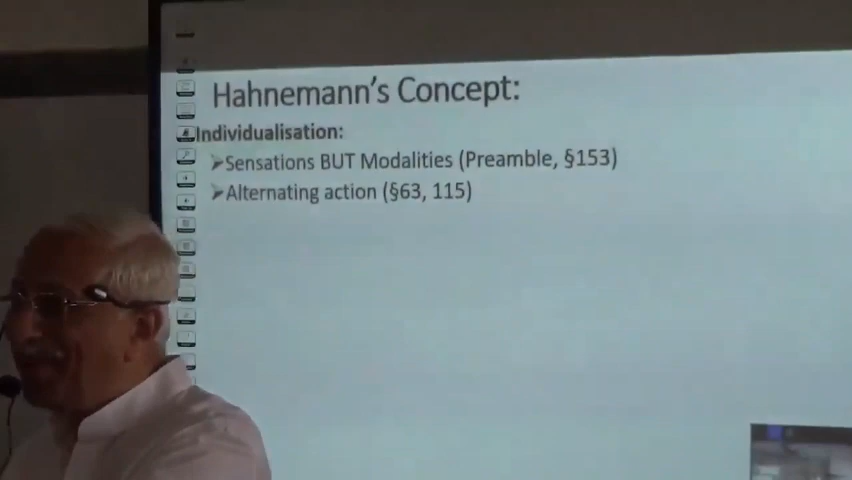 Hahnemann's Concept:
Individualisation:
➢Sensations BUT Modalities (Preamble, §153)
➢Alternating action (§63, 115)